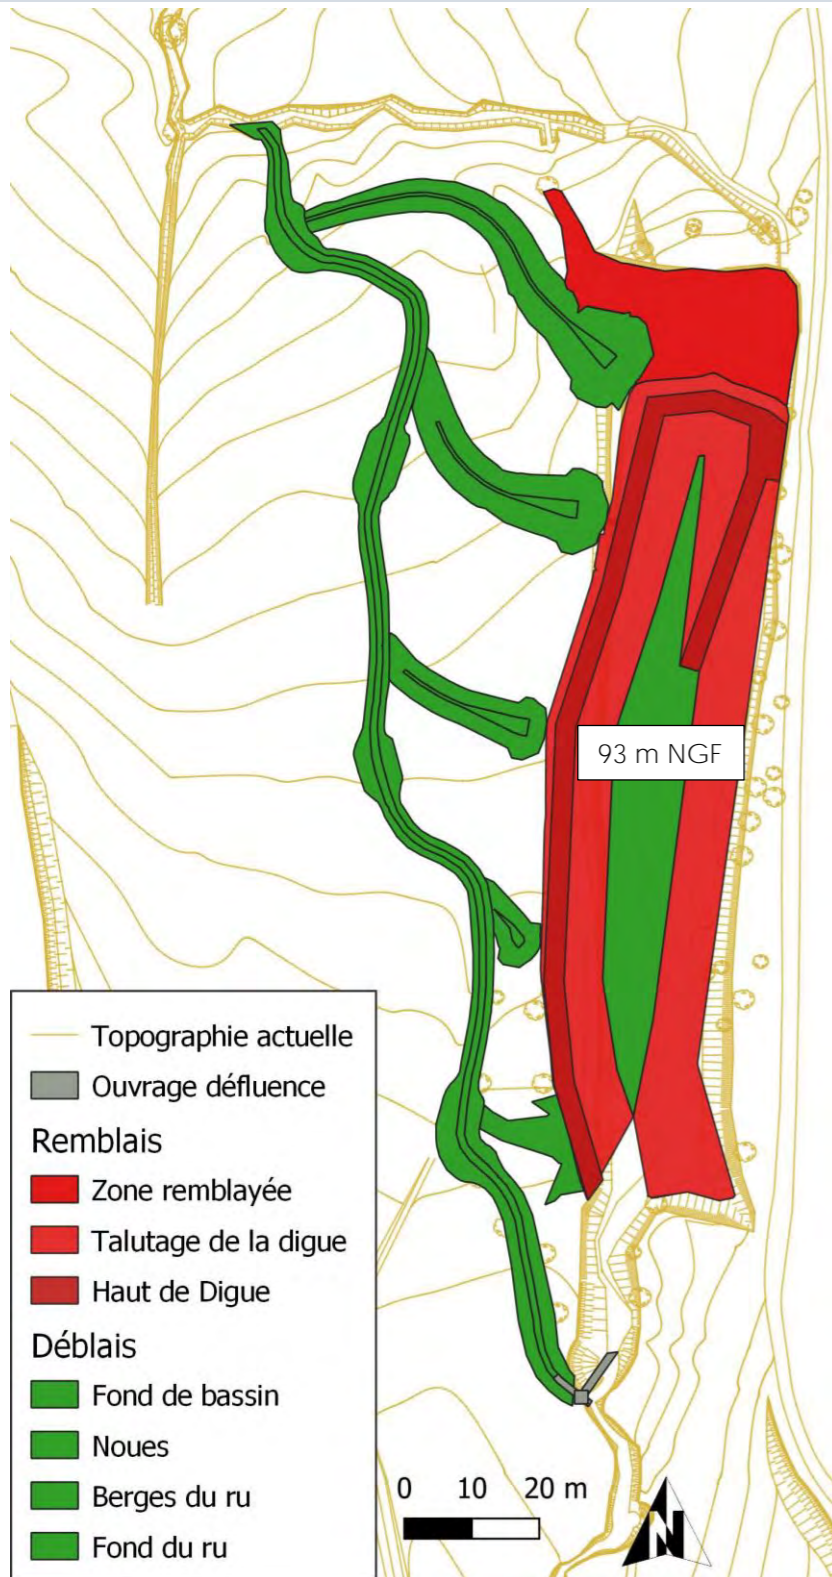 93 m NGF
Topographie actuelle
Ouvrage défluence
Remblais
Zone remblayée
Talutage de la digue
Haut de Digue
Déblais
Fond de bassin
Noues
Berges du ru
Fond du ru
0 10 20 m
N